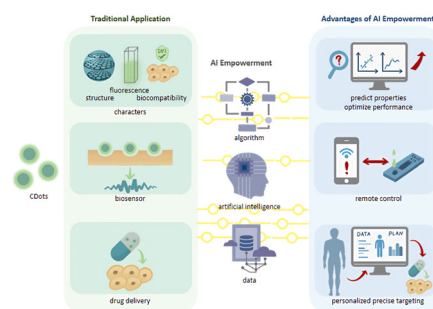 Traditional Application
Advantages of AI Empowerment
AI Empowerment
fluorescence
structure
biocompatibility
characters
algorithm
predict properties
optimize performance
CDots
biosensor
artificial intelligence
remote control
drug delivery
data
DATA
PLAN
personalized precise targeting